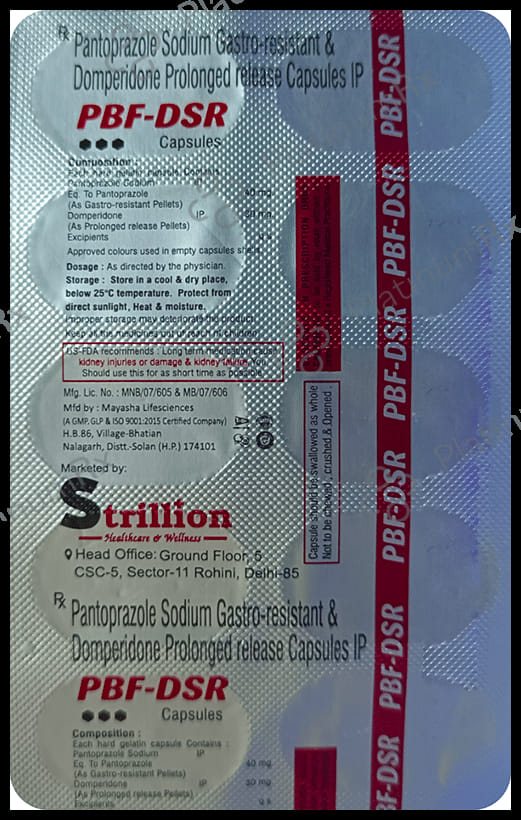 Rx Pantoprazole Sodium Gastro-resistant &
Domperidone Prolonged release Capsules IP
PBF-DSR
Capsules
Composition :
Each hard gelatin capsule Contains
Pantoprazole Sodium
Eq. To Pantoprazole 40 mg.
(As Gastro-resistant Pellets)
Domperidone IP 30 mg.
(As Prolonged release Pellets)
Excipients q.s.
Approved colours used in empty capsules
Dosage : As directed by the physician.
Storage : Store in a cool & dry place,
below 25°C temperature. Protect from
direct sunlight, Heat & moisture.
Improper storage may deteriorate the product.
Keep all the medicines out of reach of children
US-FDA recommends : Long term medication cause
kidney injuries or damage & kidney failure. You
Should use this for as short time as possible.
Mfg. Lic. No. : MNB/07/605 & MB/07/606
Mfd by : Mayasha Lifesciences
(A GMP, GLP & ISO 9001:2015 Certified Company)
H.B.86, Village-Bhatian
Nalagarh, Distt.-Solan (H.P.) 174101
Marketed by:
Strillion
Healthcare & Wellness
Head Office: Ground Floor, 5
CSC-5, Sector-11 Rohini, Delhi-85
Rx Pantoprazole Sodium Gastro-resistant &
Domperidone Prolonged release Capsules IP
PBF-DSR
Capsules
Composition :
Each hard gelatin capsule Contains :
Pantoprazole Sodium IP
Eq. To Pantoprazole 40 mg.
(As Gastro-resistant Pellets)
Domperidone IP 30 mg.
(As Prolonged release Pellets)
Excipients q.s.
PRESCRIPTION
Capsule should be swallowed as whole
Not to be chewed , crushed & Opened .
PBF-DSR
PBF-DSR
PBF-DSR
PBF-DSR
PBF-DSR
BF-DSR